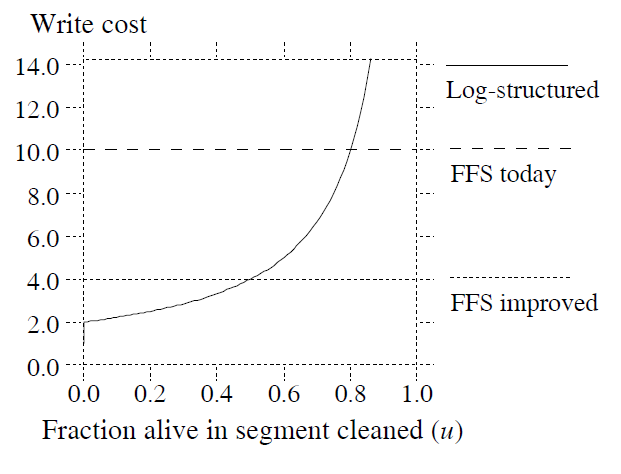 Write cost
14.0
12.0
10.0
8.0
6.0
4.0
2.0
0.0
0.0 0.2 0.4 0.6 0.8 1.0
Fraction alive in segment cleaned (u)
Log-structured
FFS today
FFS improved